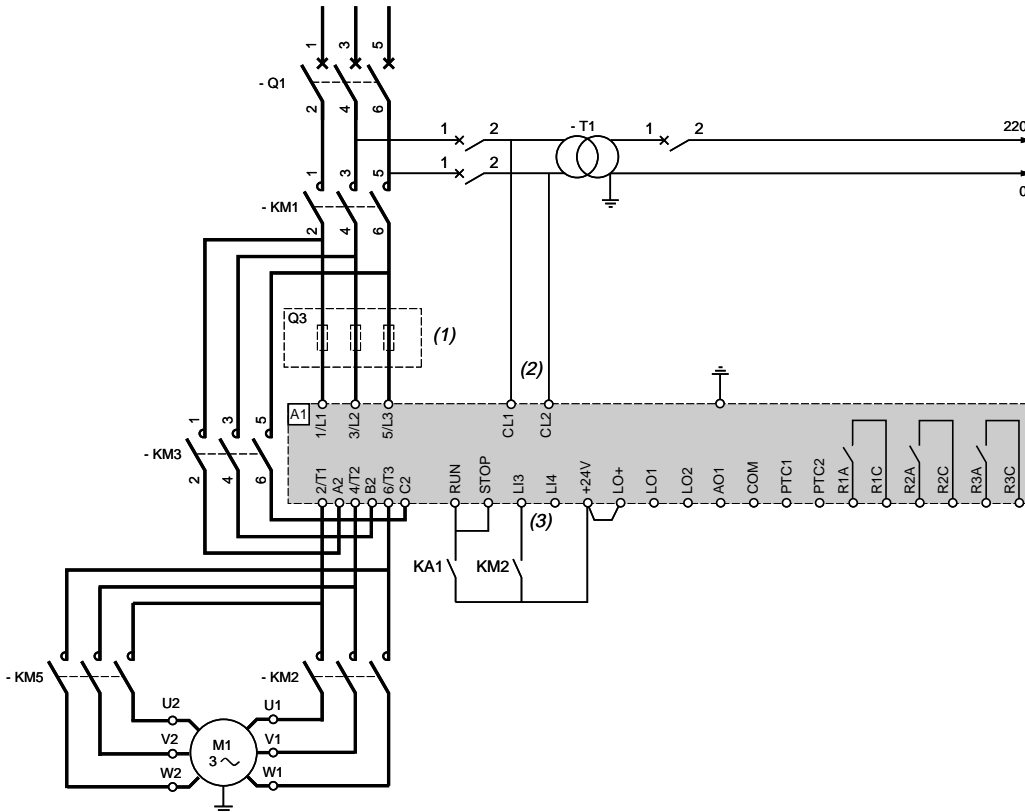 1 3 5
- Q1
2 4 6
1 2 - T1 1 2 220
1 2
0
1 3 5
- KM1
2 4 6
Q3
(1)
(2)
A1
1/L1 3/L2 5/L3 CL1 CL2
1 3 5
- KM3
2 4 6
2/T1 A2 4/T2 B2 6/T3 C2 RUN STOP LI3 LI4 +24V LO+ LO1 LO2 AO1 COM PTC1 PTC2 R1A R1C R2A R2C R3A R3C
(3)
KA1 KM2
- KM5 - KM2
U2 U1
V2 M1 V1
3
W2 W1